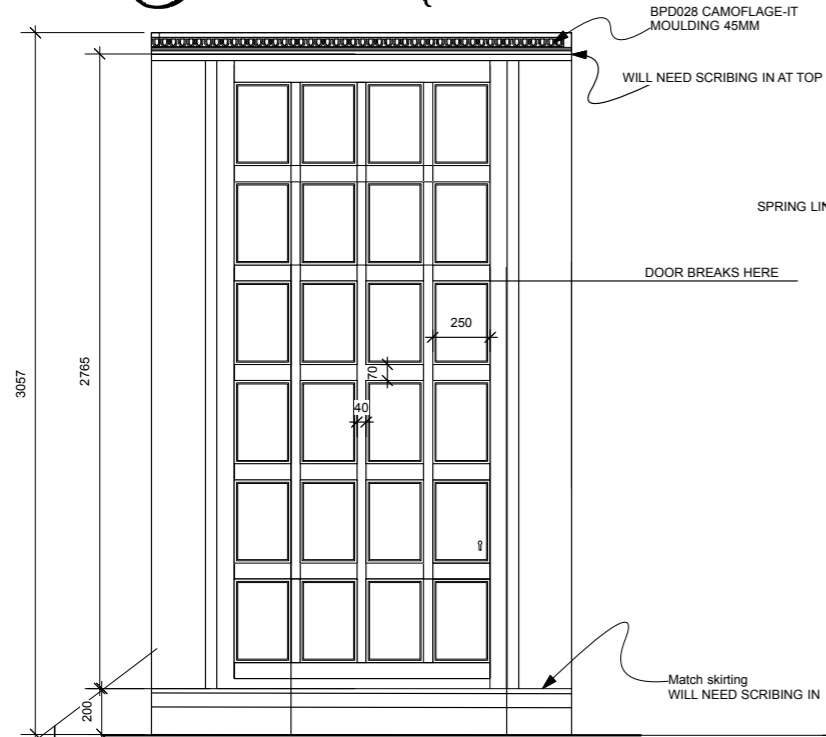 BPD028 CAMOFLAGE-IT
MOULDING 45MM
WILL NEED SCRIBING IN AT TOP
SPRING LIN
DOOR BREAKS HERE
250
70
40
3057
2765
200
Match skirting
WILL NEED SCRIBING IN